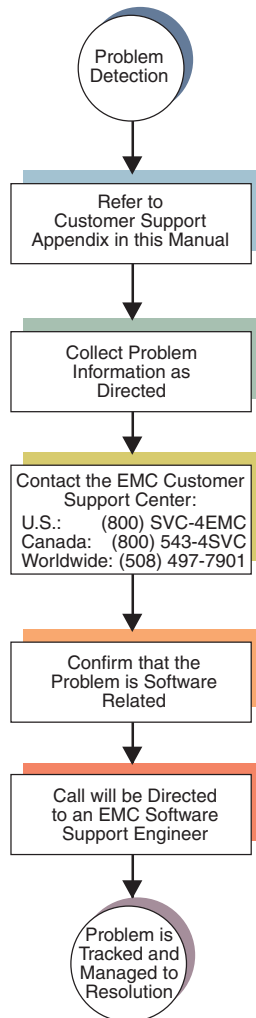 Problem
Detection
Refer to
Customer Support
Appendix in this Manual
Collect Problem
Information as
Directed
Contact the EMC Customer
Support Center:
U.S.: (800) SVC-4EMC
Canada: (800) 543-4SVC
Worldwide: (508) 497-7901
Confirm that the
Problem is Software
Related
Call will be Directed
to an EMC Software
Support Engineer
Problem is
Tracked and
Managed to
Resolution